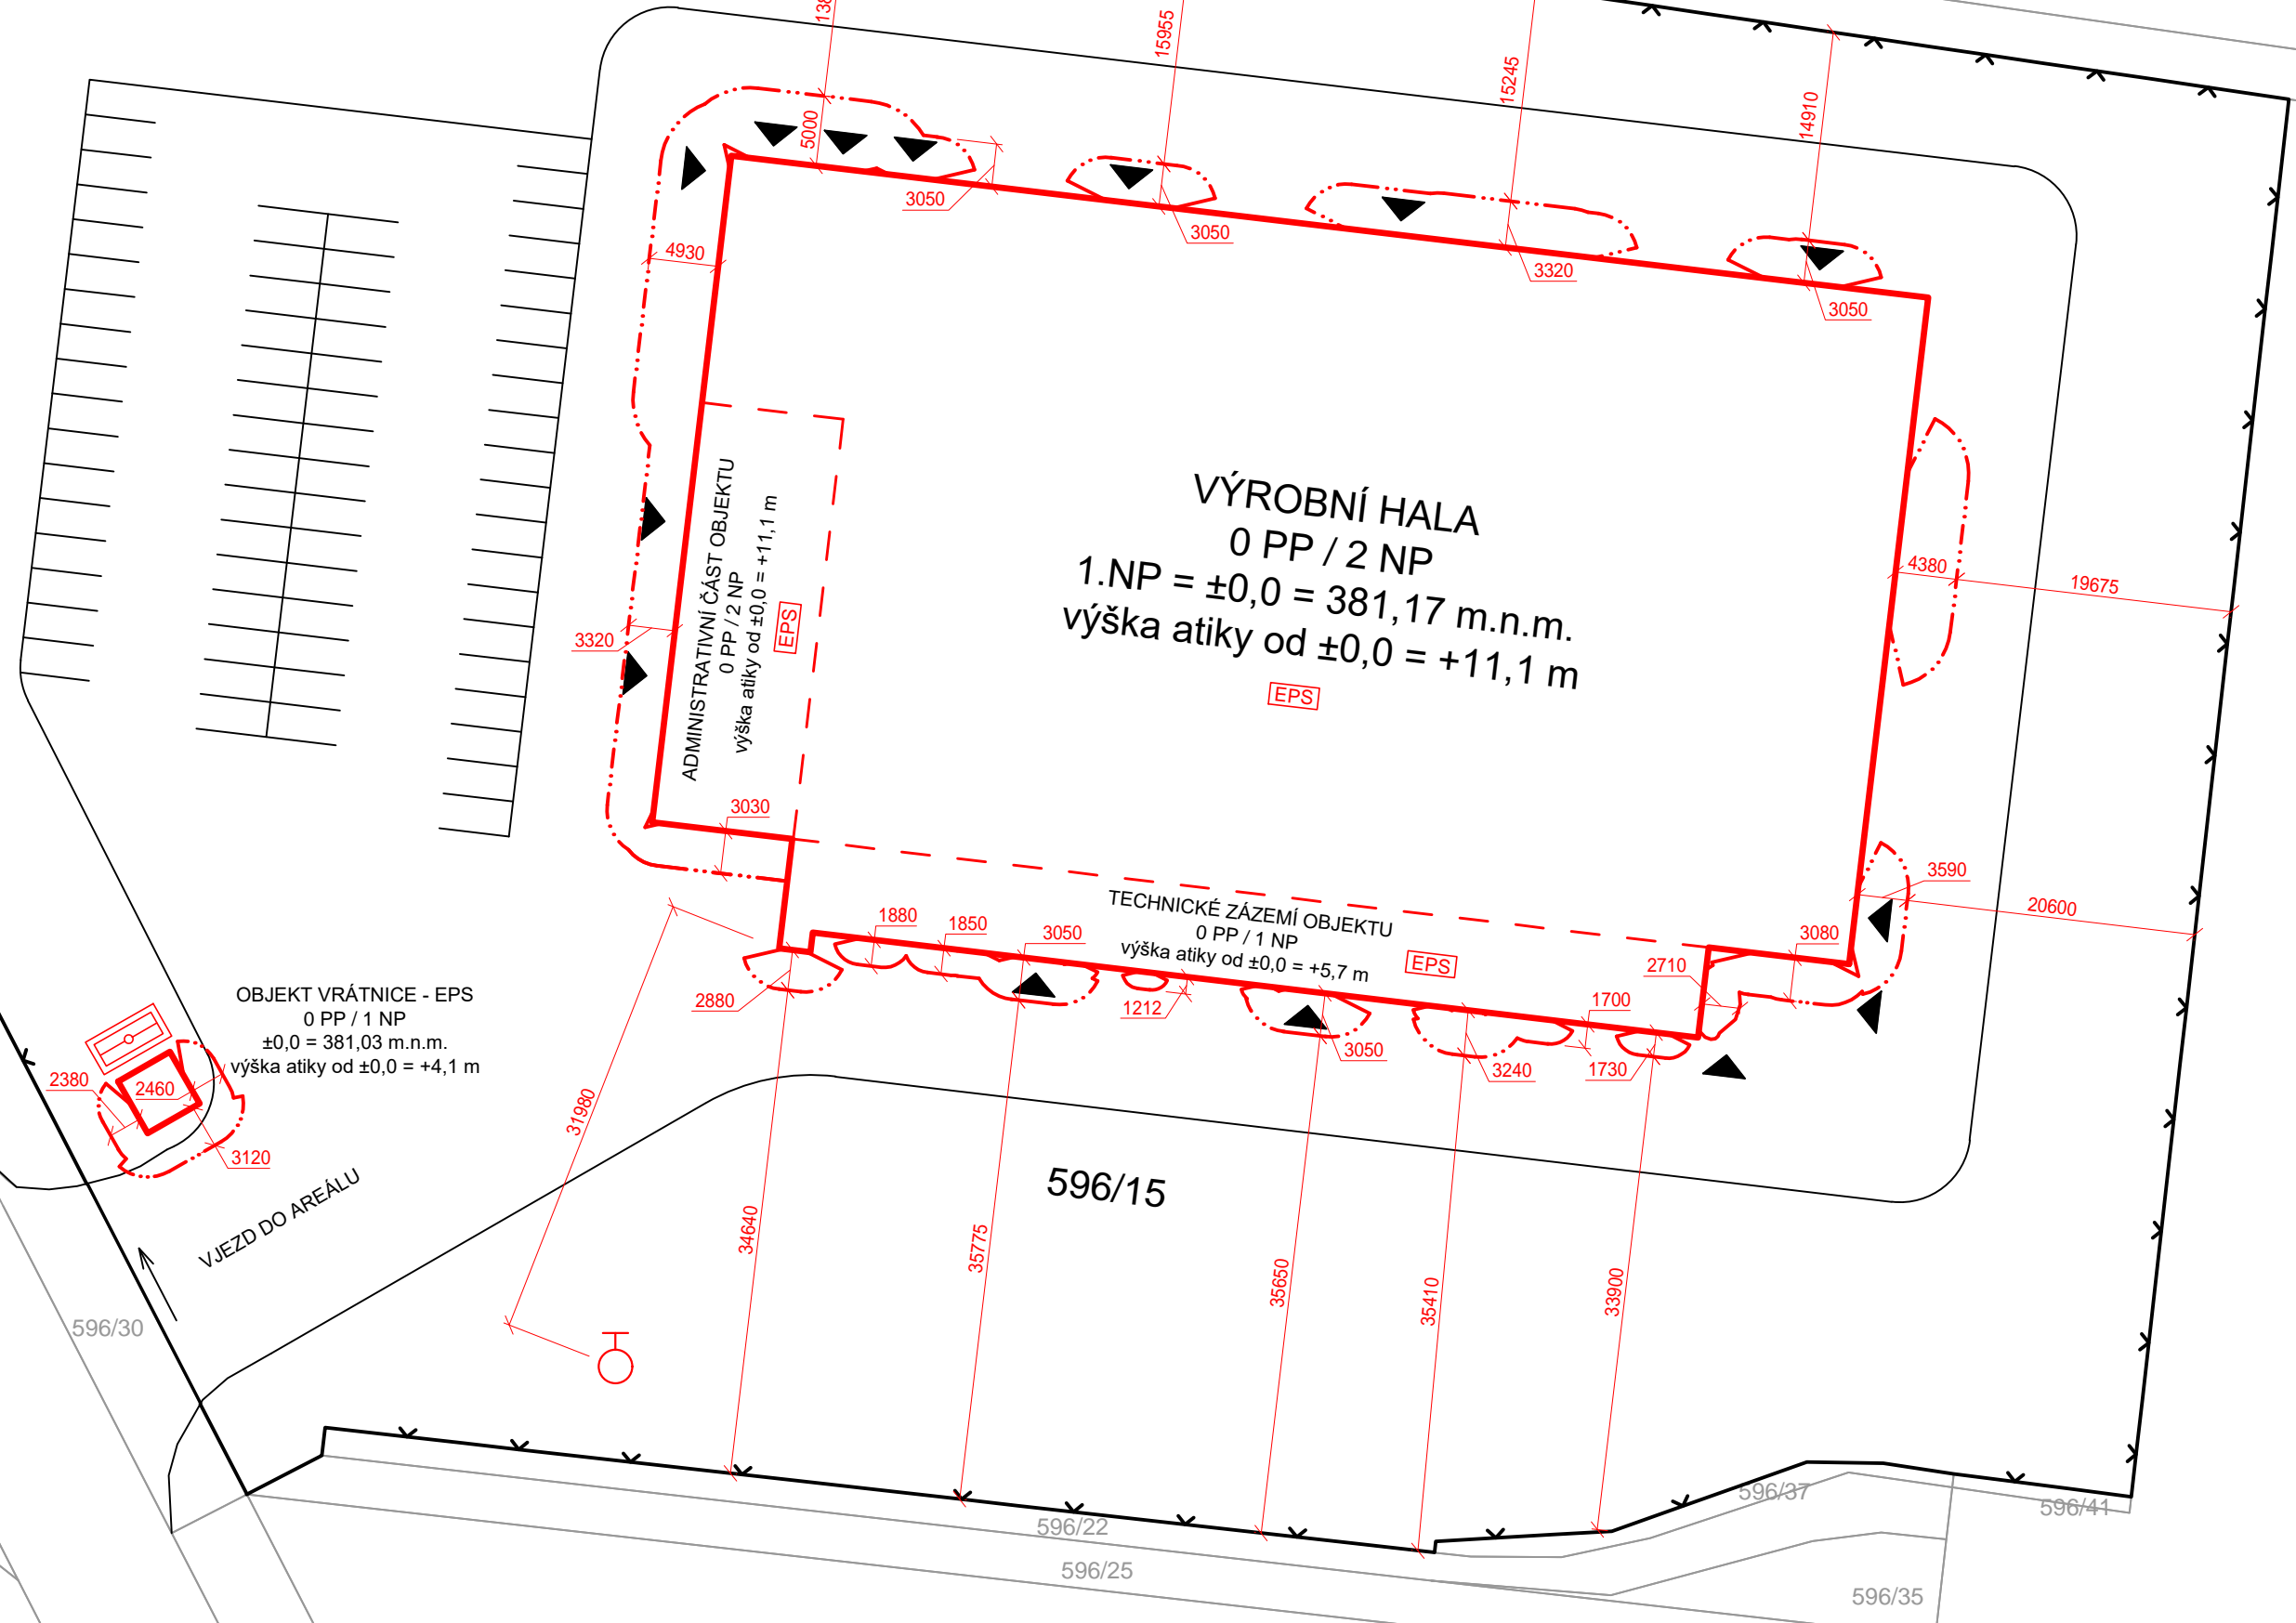 15955
15245
14910
5000
3050
3050
3320
3050
4930
VÝROBNÍ HALA
0 PP / 2 NP
1.NP = ±0,0 = 381,17 m.n.m.
výška atiky od ±0,0 = +11,1 m
EPS
ADMINISTRATIVNÍ ČÁST OBJEKTU
0 PP / 2 NP
výška atiky od ±0,0 = +11,1 m
EPS
4380
19675
3320
3030
3590
20600
TECHNICKÉ ZÁZEMÍ OBJEKTU
0 PP / 1 NP
výška atiky od ±0,0 = +5,7 m
EPS
1880
1850
3050
3080
2710
2880
1212
1700
3050
3240
1730
OBJEKT VRÁTNICE - EPS
0 PP / 1 NP
±0,0 = 381,03 m.n.m.
výška atiky od ±0,0 = +4,1 m
2380
2460
3120
31980
VJEZD DO AREÁLU
596/15
34640
35775
35650
35410
33900
596/30
596/22
596/25
596/37
596/41
596/35